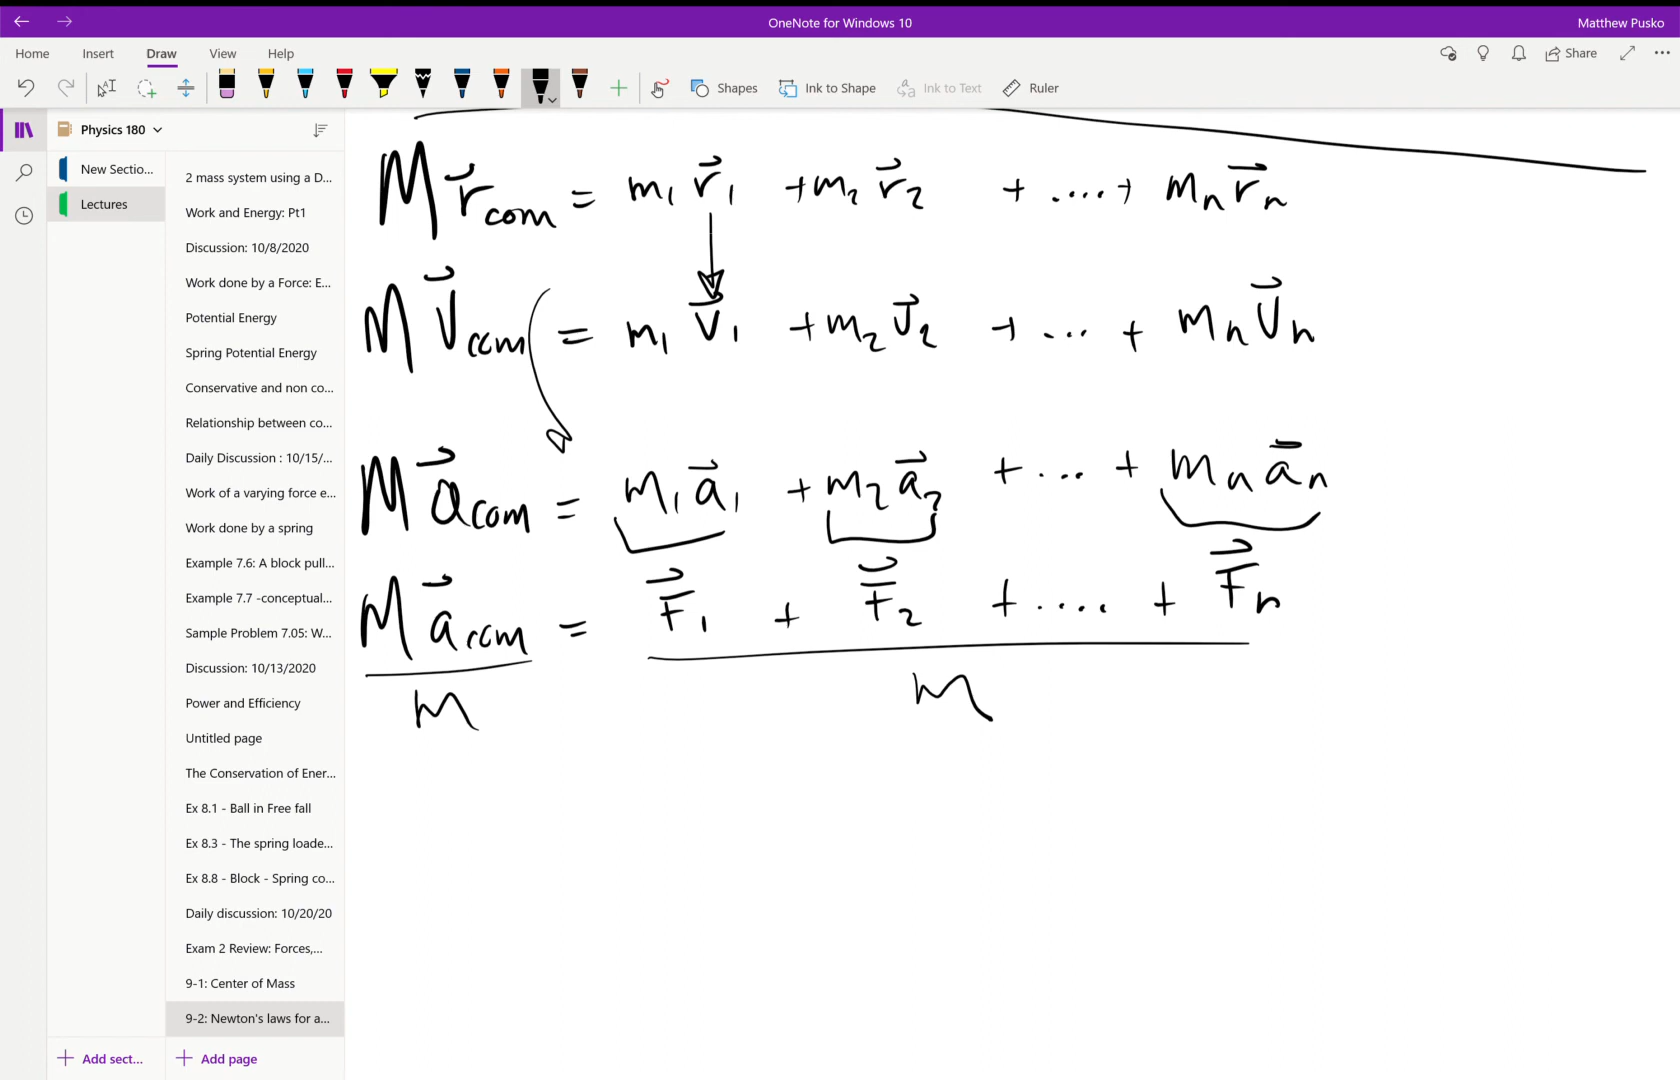 OneNote for Windows 10
Matthew Pusko
Home Insert Draw View Help
Share
Shapes Ink to Shape Ink to Text Ruler
Physics 180
New Sectio...
Lectures
2 mass system using a D...
Work and Energy: Pt1
Discussion: 10/8/2020
Work done by a Force: E...
Potential Energy
Spring Potential Energy
Conservative and non co...
Relationship between co...
Daily Discussion : 10/15/...
Work of a varying force e...
Work done by a spring
Example 7.6: A block pull...
Example 7.7 -conceptual...
Sample Problem 7.05: W...
Discussion: 10/13/2020
Power and Efficiency
Untitled page
The Conservation of Ener...
Ex 8.1 - Ball in Free fall
Ex 8.3 - The spring loade...
Ex 8.8 - Block - Spring co...
Daily discussion: 10/20/20
Exam 2 Review: Forces,...
9-1: Center of Mass
9-2: Newton's laws for a...
Add sect...
Add page
M r⃗com = m₁ r⃗₁ + m₂ r⃗₂ + .... + mₙ r⃗ₙ
M v⃗com = m₁ v⃗₁ + m₂ v⃗₂ + ... + mₙ v⃗ₙ
M a⃗com = m₁ a⃗₁ + m₂ a⃗₂ + ... + mₙ a⃗ₙ
M a⃗com = F⃗₁ + F⃗₂ + .... + F⃗ₙ
M M